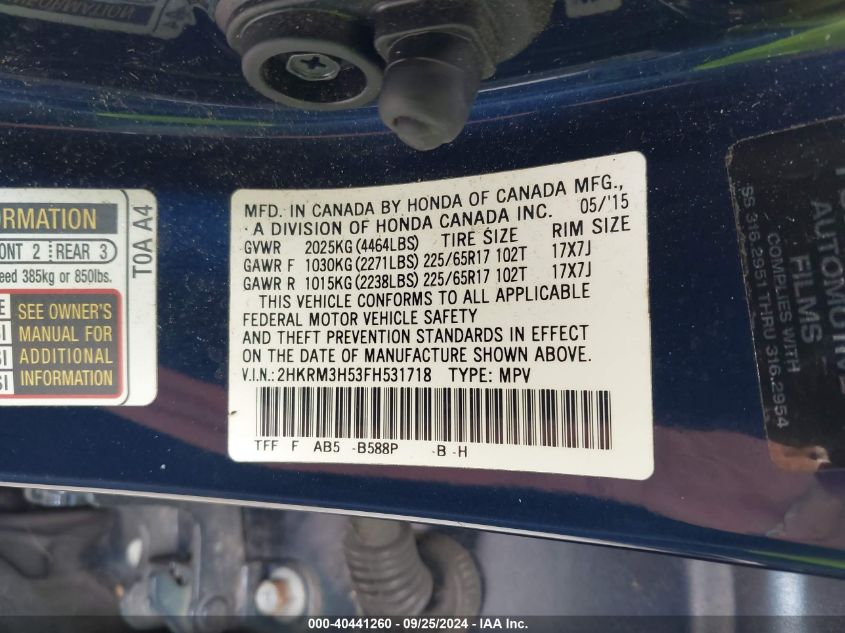 MFD. IN CANADA BY HONDA OF CANADA MFG.,
A DIVISION OF HONDA CANADA INC. 05/'15
GVWR 2025KG(4464LBS) TIRE SIZE RIM SIZE
GAWR F 1030KG(2271LBS) 225/65R17 102T 17X7J
GAWR R 1015KG(2238LBS) 225/65R17 102T 17X7J
THIS VEHICLE CONFORMS TO ALL APPLICABLE
FEDERAL MOTOR VEHICLE SAFETY
AND THEFT PREVENTION STANDARDS IN EFFECT
ON THE DATE OF MANUFACTURE SHOWN ABOVE.
V.I.N.: 2HKRM3H53FH531718 TYPE: MPV
TFF F AB5 -B588P -B -H
ORMATION
ONT 2 REAR 3
eed 385kg or 850lbs.
SEE OWNER'S
MANUAL FOR
ADDITIONAL
INFORMATION
T0A A4
AUTOMOTIVE
FILMS
COMPLIES WITH
SS 316.2951 THRU 316.2954
000-40441260 - 09/25/2024 - IAA Inc.